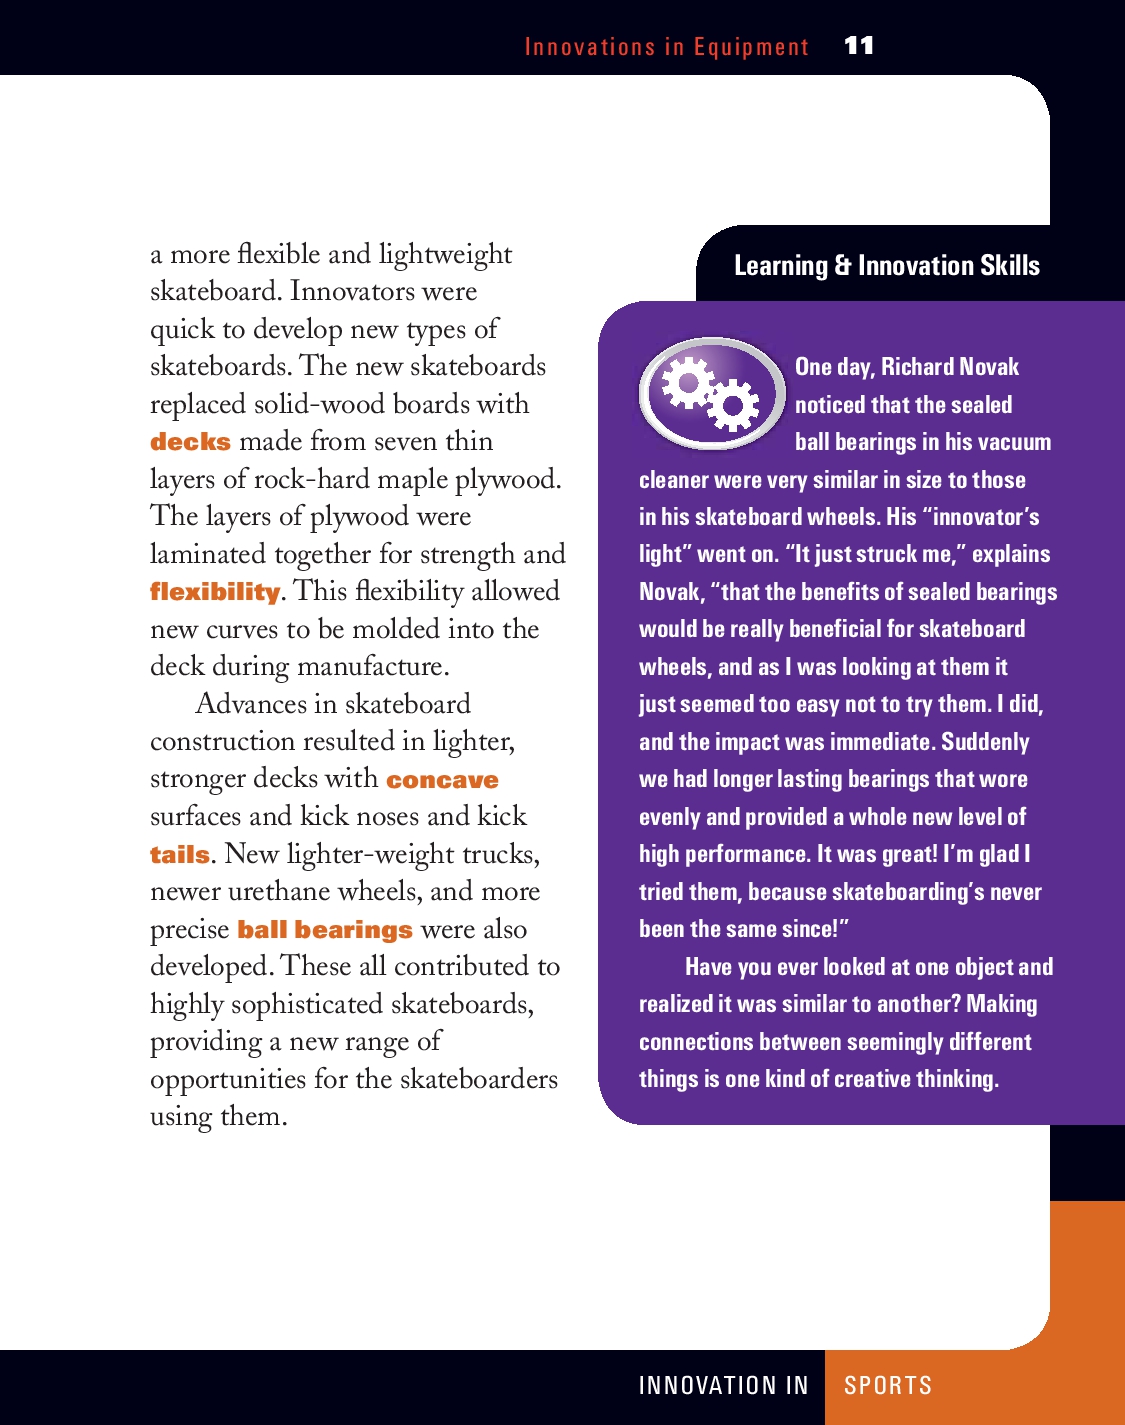 Innovations in Equipment 11
a more flexible and lightweight
skateboard. Innovators were
quick to develop new types of
skateboards. The new skateboards
replaced solid-wood boards with
decks made from seven thin
layers of rock-hard maple plywood.
The layers of plywood were
laminated together for strength and
flexibility. This flexibility allowed
new curves to be molded into the
deck during manufacture.
Advances in skateboard
construction resulted in lighter,
stronger decks with concave
surfaces and kick noses and kick
tails. New lighter-weight trucks,
newer urethane wheels, and more
precise ball bearings were also
developed. These all contributed to
highly sophisticated skateboards,
providing a new range of
opportunities for the skateboarders
using them.
Learning & Innovation Skills
One day, Richard Novak
noticed that the sealed
ball bearings in his vacuum
cleaner were very similar in size to those
in his skateboard wheels. His “innovator’s
light” went on. “It just struck me,” explains
Novak, “that the benefits of sealed bearings
would be really beneficial for skateboard
wheels, and as I was looking at them it
just seemed too easy not to try them. I did,
and the impact was immediate. Suddenly
we had longer lasting bearings that wore
evenly and provided a whole new level of
high performance. It was great! I’m glad I
tried them, because skateboarding’s never
been the same since!”
Have you ever looked at one object and
realized it was similar to another? Making
connections between seemingly different
things is one kind of creative thinking.
INNOVATION IN SPORTS